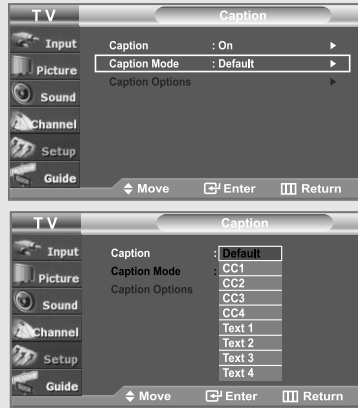 TV Caption
Input
Picture
Sound
Channel
Setup
Guide
Caption : On
Caption Mode : Default
Caption Options
Move Enter Return
TV Caption
Input
Picture
Sound
Channel
Setup
Guide
Caption : Default
Caption Mode : CC1
Caption Options CC2
CC3
CC4
Text 1
Text 2
Text 3
Text 4
Move Enter Return